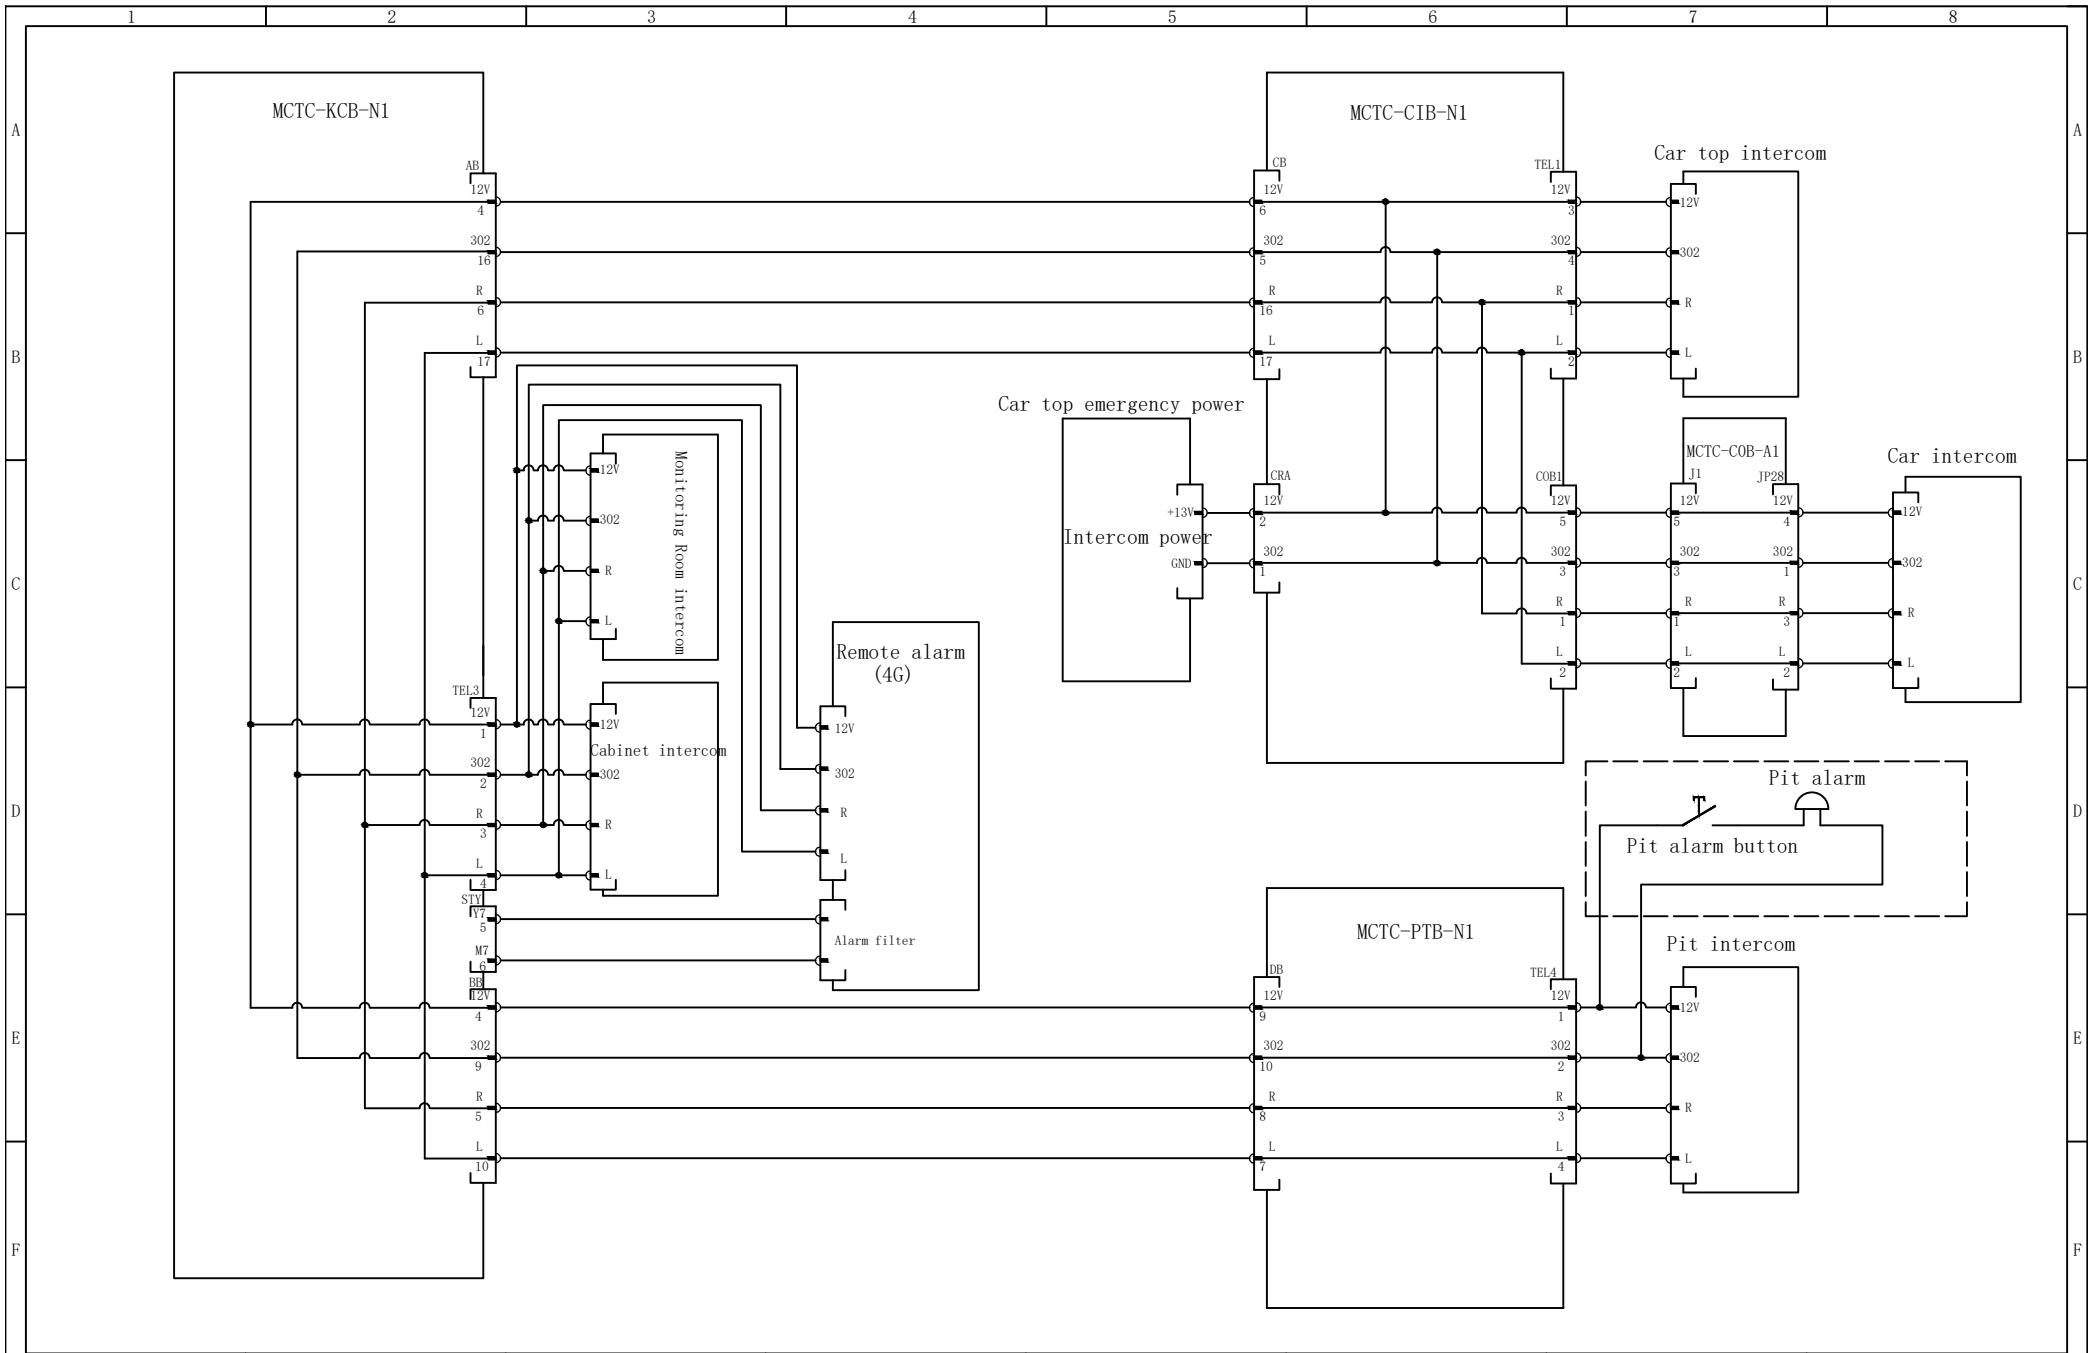 1 2 3 4 5 6 7 8
A A
B B
C C
D D
E E
F F
MCTC-KCB-N1
AB
12V
4
302
16
R
6
L
17
TEL3
12V
1
302
2
R
3
L
4
STY
Y7
5
M7
6
BB
12V
4
302
9
R
5
L
10
Monitoring Room intercom
12V
302
R
L
Cabinet intercom
12V
302
R
L
Remote alarm
(4G)
12V
302
R
L
Alarm filter
Car top emergency power
Intercom power
+13V
GND
MCTC-CIB-N1
CB
12V
6
302
5
R
16
L
17
CRA
12V
2
302
1
TEL1
12V
3
302
4
R
1
L
2
COB1
12V
5
302
3
R
1
L
2
Car top intercom
12V
302
R
L
MCTC-COB-A1
J1
12V
5
302
3
R
1
L
2
JP28
12V
4
302
1
R
3
L
2
Car intercom
12V
302
R
L
Pit alarm
Pit alarm button
MCTC-PTB-N1
DB
12V
9
302
10
R
8
L
7
TEL4
12V
1
302
2
R
3
L
4
Pit intercom
12V
302
R
L